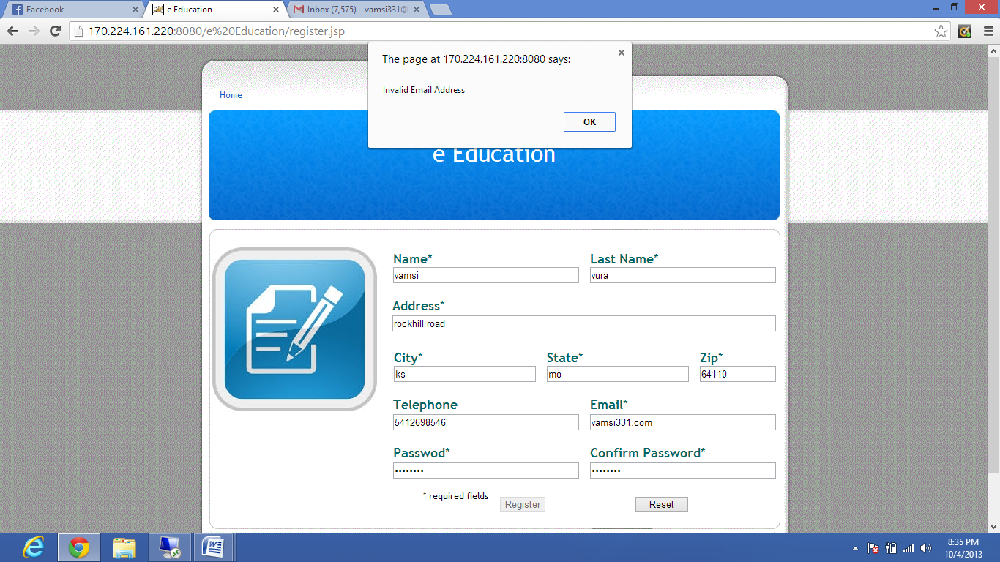 Facebook
e Education
Inbox (7,575) - vamsi331@
170.224.161.220:8080/e%20Education/register.jsp
The page at 170.224.161.220:8080 says:
Invalid Email Address
OK
Home
e Education
Name* Last Name*
vamsi vura
Address*
rockhill road
City* State* Zip*
ks mo 64110
Telephone Email*
5412698546 vamsi331.com
Passwod* Confirm Password*
•••••••• ••••••••
* required fields Register Reset
8:35 PM
10/4/2013